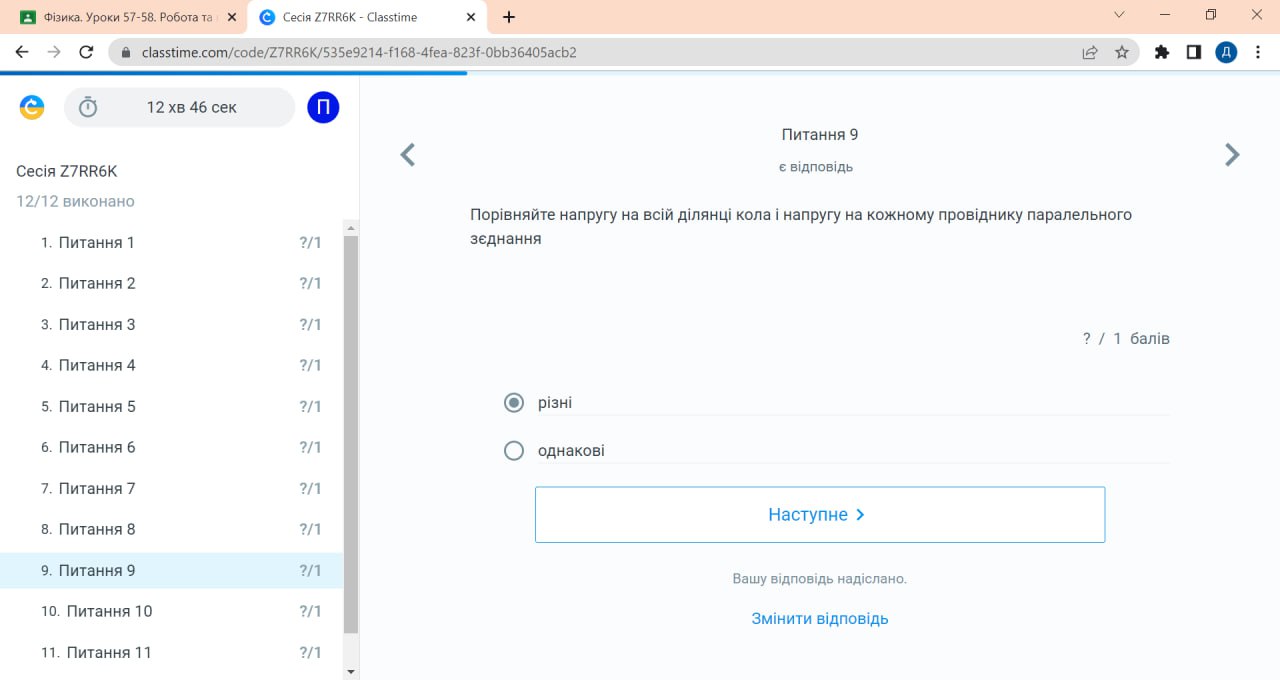 Фізика. Уроки 57-58. Робота та
Сесія Z7RR6K - Classtime
classtime.com/code/Z7RR6K/535e9214-f168-4fea-823f-0bb36405acb2
Д
12 хв 46 сек
П
Сесія Z7RR6K
12/12 виконано
1. Питання 1 ?/1
2. Питання 2 ?/1
3. Питання 3 ?/1
4. Питання 4 ?/1
5. Питання 5 ?/1
6. Питання 6 ?/1
7. Питання 7 ?/1
8. Питання 8 ?/1
9. Питання 9 ?/1
10. Питання 10 ?/1
11. Питання 11 ?/1
Питання 9
є відповідь
Порівняйте напругу на всій ділянці кола і напругу на кожному провіднику паралельного
зєднання
? / 1 балів
різні
однакові
Наступне
Вашу відповідь надіслано.
Змінити відповідь